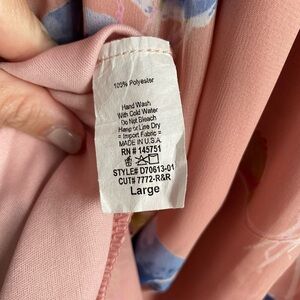 100% Polyester
Hand Wash
With Cold Water
Do Not Bleach
Hang or Line Dry
= Import Fabric =
MADE IN U.S.A.
RN # 145751
STYLE# D70613-01
CUT# 7772-R&R
Large